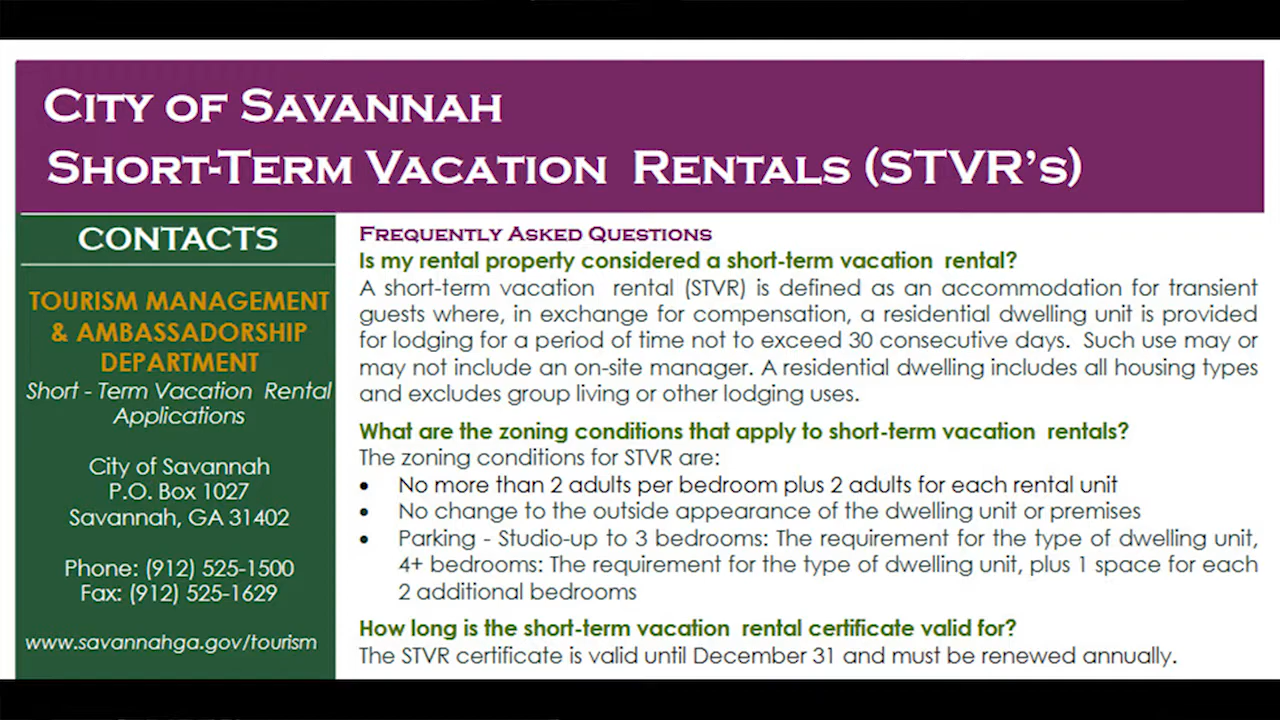 CITY OF SAVANNAH
SHORT-TERM VACATION RENTALS (STVR'S)
CONTACTS
TOURISM MANAGEMENT
& AMBASSADORSHIP
DEPARTMENT
Short - Term Vacation Rental
Applications
City of Savannah
P.O. Box 1027
Savannah, GA 31402
Phone: (912) 525-1500
Fax: (912) 525-1629
www.savannahga.gov/tourism
FREQUENTLY ASKED QUESTIONS
Is my rental property considered a short-term vacation rental?
A short-term vacation rental (STVR) is defined as an accommodation for transient
guests where, in exchange for compensation, a residential dwelling unit is provided
for lodging for a period of time not to exceed 30 consecutive days. Such use may or
may not include an on-site manager. A residential dwelling includes all housing types
and excludes group living or other lodging uses.
What are the zoning conditions that apply to short-term vacation rentals?
The zoning conditions for STVR are:
• No more than 2 adults per bedroom plus 2 adults for each rental unit
• No change to the outside appearance of the dwelling unit or premises
• Parking - Studio-up to 3 bedrooms: The requirement for the type of dwelling unit,
4+ bedrooms: The requirement for the type of dwelling unit, plus 1 space for each
2 additional bedrooms
How long is the short-term vacation rental certificate valid for?
The STVR certificate is valid until December 31 and must be renewed annually.